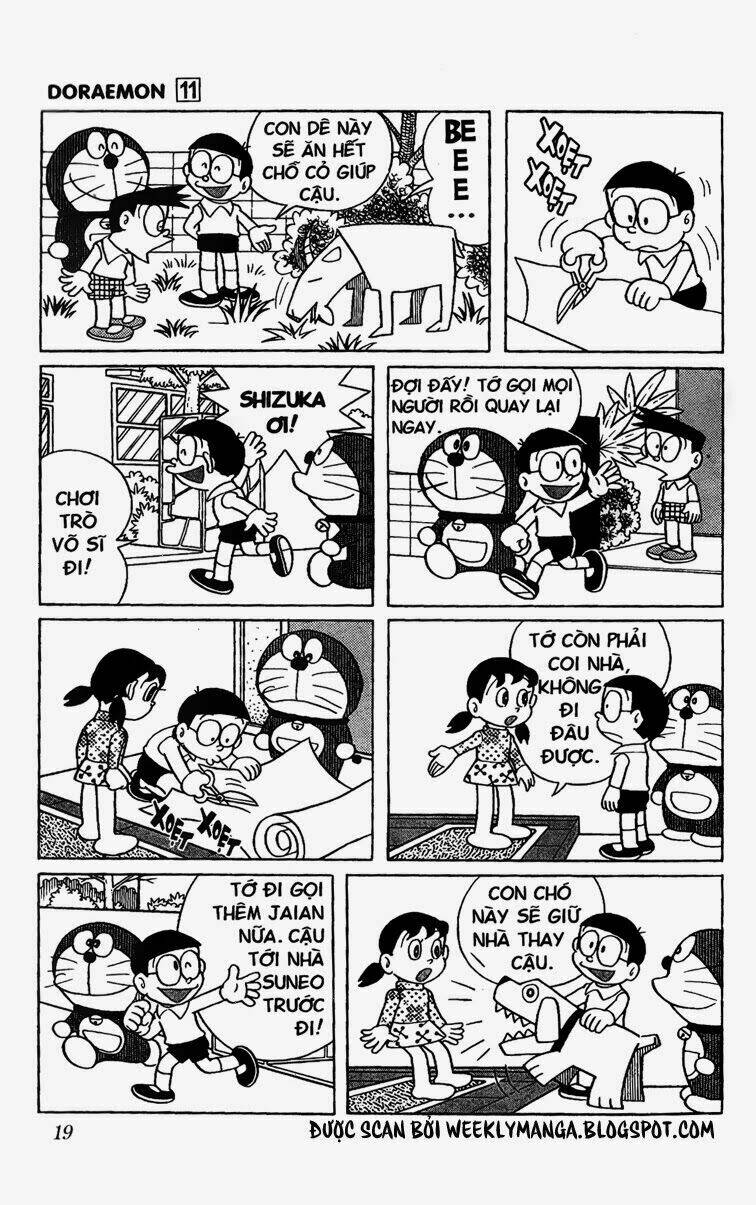 DORAEMON 11
XOẸT
XOẸT
BE
E
E
...
CON DÊ NÀY
SẼ ĂN HẾT
CHỖ CỎ GIÚP
CẬU.
ĐỢI ĐẤY! TỚ GỌI MỌI
NGƯỜI RỒI QUAY LẠI
NGAY.
SHIZUKA
ƠI!
CHƠI
TRÒ
VÕ SĨ
ĐI!
TỚ CÒN PHẢI
COI NHÀ,
KHÔNG
ĐI
ĐÂU
ĐƯỢC.
XOẸT
XOẸT
CON CHÓ
NÀY SẼ GIỮ
NHÀ THAY
CẬU.
TỚ ĐI GỌI
THÊM JAIAN
NỮA. CẬU
TỚI NHÀ
SUNEO
TRƯỚC
ĐI!
19
ĐƯỢC SCAN BỞI WEEKLYMANGA.BLOGSPOT.COM